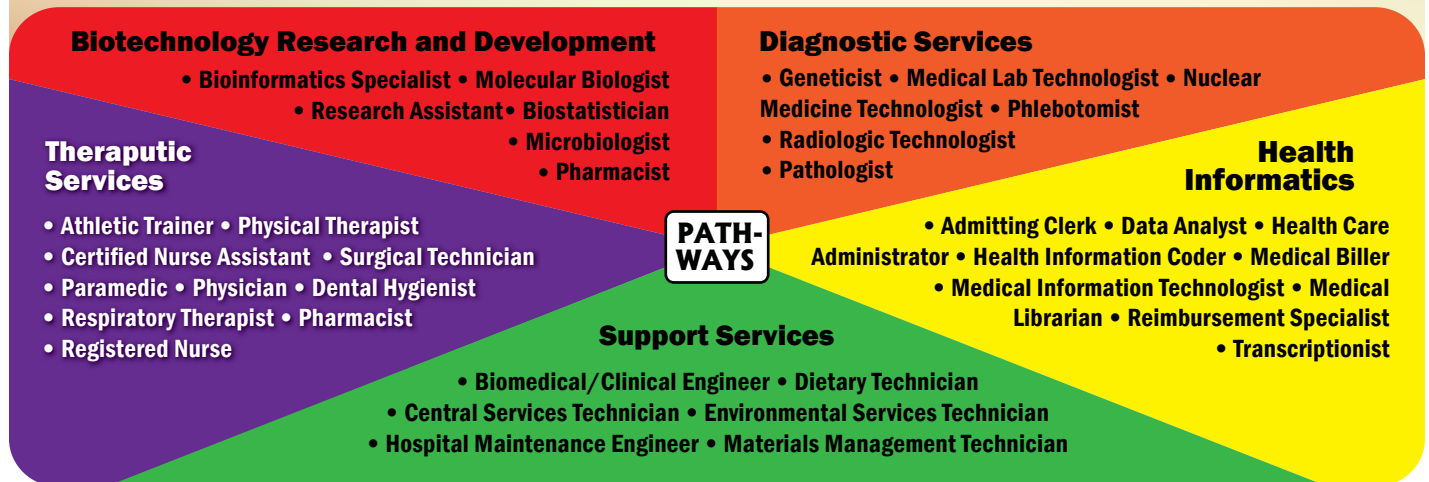 Biotechnology Research and Development
• Bioinformatics Specialist • Molecular Biologist
• Research Assistant• Biostatistician
• Microbiologist
• Pharmacist
Diagnostic Services
• Geneticist • Medical Lab Technologist • Nuclear
Medicine Technologist • Phlebotomist
• Radiologic Technologist
• Pathologist
Theraputic
Services
• Athletic Trainer • Physical Therapist
• Certified Nurse Assistant • Surgical Technician
• Paramedic • Physician • Dental Hygienist
• Respiratory Therapist • Pharmacist
• Registered Nurse
PATH-
WAYS
Health
Informatics
• Admitting Clerk • Data Analyst • Health Care
Administrator • Health Information Coder • Medical Biller
• Medical Information Technologist • Medical
Librarian • Reimbursement Specialist
• Transcriptionist
Support Services
• Biomedical/Clinical Engineer • Dietary Technician
• Central Services Technician • Environmental Services Technician
• Hospital Maintenance Engineer • Materials Management Technician